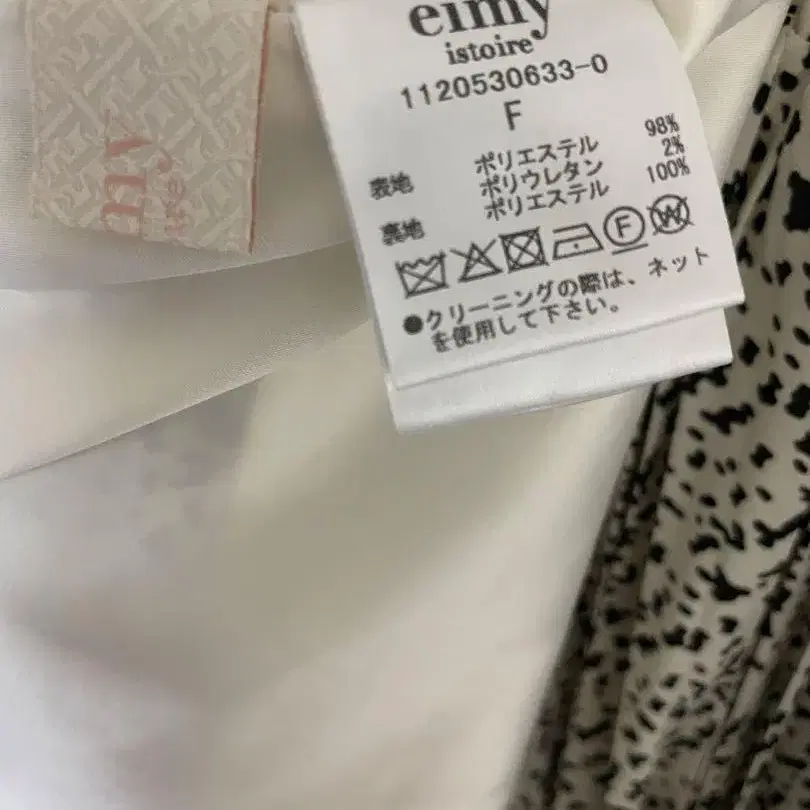 eimy
istoire
1120530633-0
F
表地 ポリエステル 98%
ポリウレタン 2%
裏地 ポリエステル 100%
F W
●クリーニングの際は、ネット
を使用して下さい。
my